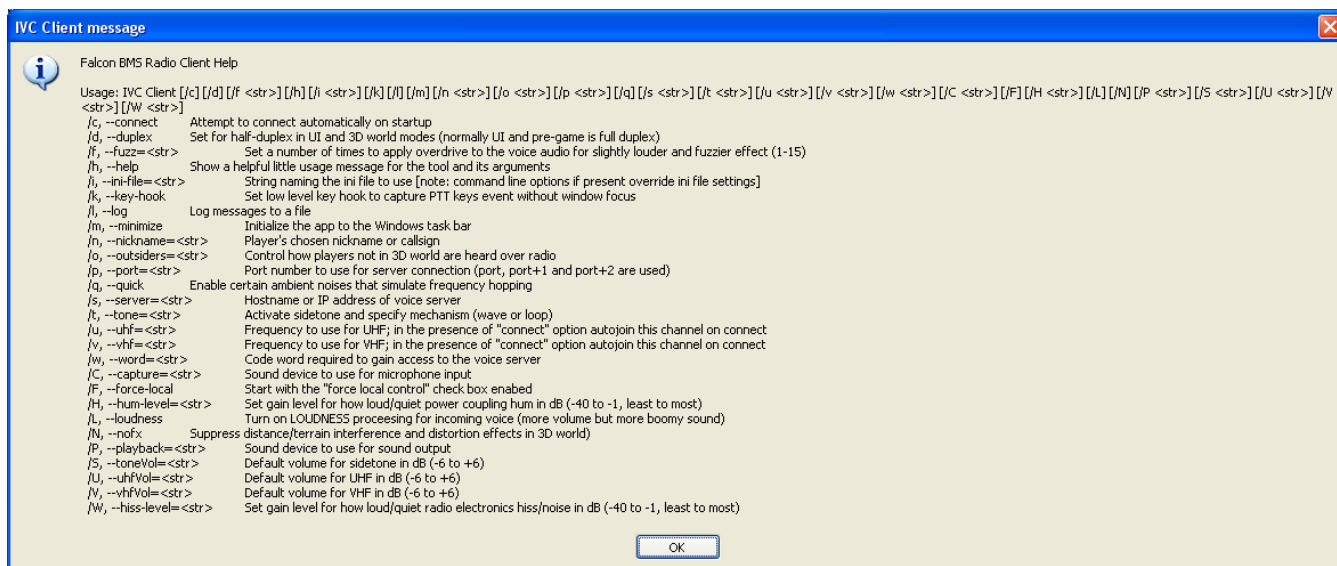 IVC Client message
Falcon BMS Radio Client Help
Usage: IVC Client [/c] [/d] [/f <str>] [/h] [/i <str>] [/k] [/l] [/m] [/n <str>] [/o <str>] [/p <str>] [/q] [/s <str>] [/t <str>] [/u <str>] [/v <str>] [/w <str>] [/C <str>] [/F] [/H <str>] [/L] [/N] [/P <str>] [/S <str>] [/U <str>] [/V
<str>] [/W <str>]
/c, --connect Attempt to connect automatically on startup
/d, --duplex Set for half-duplex in UI and 3D world modes (normally UI and pre-game is full duplex)
/f, --fuzz=<str> Set a number of times to apply overdrive to the voice audio for slightly louder and fuzzier effect (1-15)
/h, --help Show a helpful little usage message for the tool and its arguments
/i, --ini-file=<str> String naming the ini file to use [note: command line options if present override ini file settings]
/k, --key-hook Set low level key hook to capture PTT keys event without window focus
/l, --log Log messages to a file
/m, --minimize Initialize the app to the Windows task bar
/n, --nickname=<str> Player's chosen nickname or callsign
/o, --outsiders=<str> Control how players not in 3D world are heard over radio
/p, --port=<str> Port number to use for server connection (port, port+1 and port+2 are used)
/q, --quick Enable certain ambient noises that simulate frequency hopping
/s, --server=<str> Hostname or IP address of voice server
/t, --tone=<str> Activate sidetone and specify mechanism (wave or loop)
/u, --uhf=<str> Frequency to use for UHF; in the presence of "connect" option autojoin this channel on connect
/v, --vhf=<str> Frequency to use for VHF; in the presence of "connect" option autojoin this channel on connect
/w, --word=<str> Code word required to gain access to the voice server
/C, --capture=<str> Sound device to use for microphone input
/F, --force-local Start with the "force local control" check box enabed
/H, --hum-level=<str> Set gain level for how loud/quiet power coupling hum in dB (-40 to -1, least to most)
/L, --loudness Turn on LOUDNESS proceesing for incoming voice (more volume but more boomy sound)
/N, --nofx Suppress distance/terrain interference and distortion effects in 3D world)
/P, --playback=<str> Sound device to use for sound output
/S, --toneVol=<str> Default volume for sidetone in dB (-6 to +6)
/U, --uhfVol=<str> Default volume for UHF in dB (-6 to +6)
/V, --vhfVol=<str> Default volume for VHF in dB (-6 to +6)
/W, --hiss-level=<str> Set gain level for how loud/quiet radio electronics hiss/noise in dB (-40 to -1, least to most)
OK